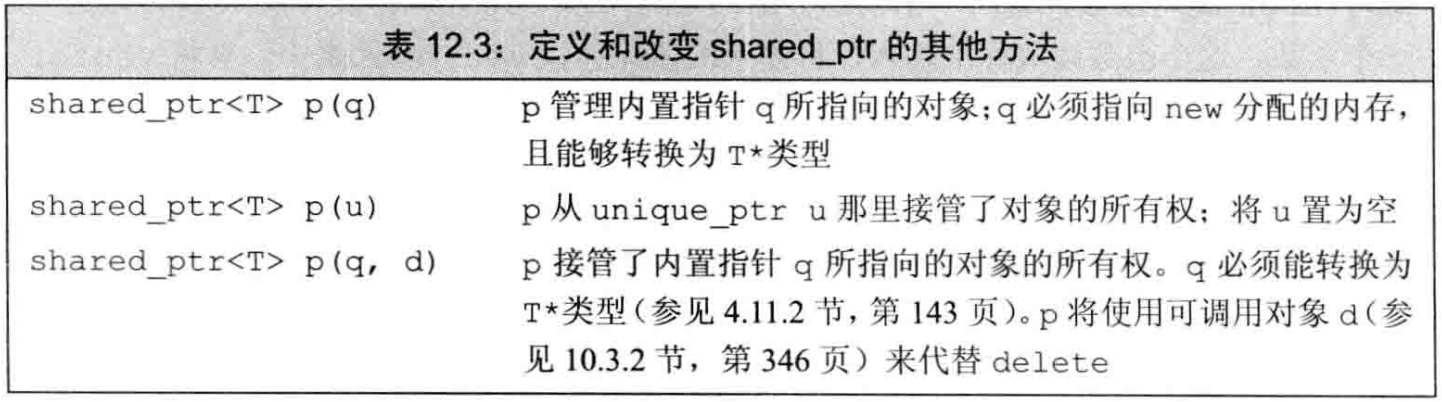 表 12.3：定义和改变 shared_ptr 的其他方法
shared_ptr<T> p(q) p 管理内置指针 q 所指向的对象；q 必须指向 new 分配的内存，
且能够转换为 T*类型
shared_ptr<T> p(u) p 从 unique_ptr u 那里接管了对象的所有权；将 u 置为空
shared_ptr<T> p(q, d) p 接管了内置指针 q 所指向的对象的所有权。q 必须能转换为
T*类型（参见 4.11.2 节，第 143 页）。p 将使用可调用对象 d（参
见 10.3.2 节，第 346 页）来代替 delete